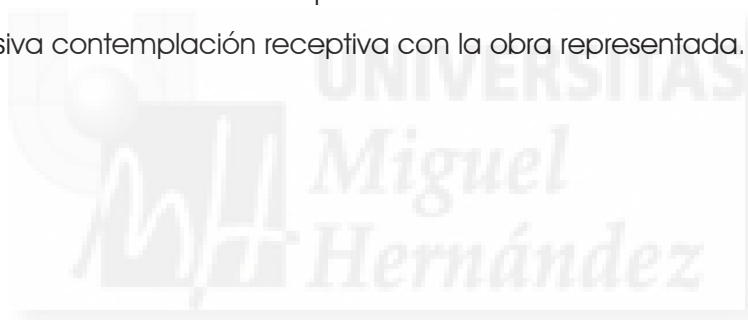 siva contemplación receptiva con la obra representada.
UNIVERSITAS
Miguel
Hernández